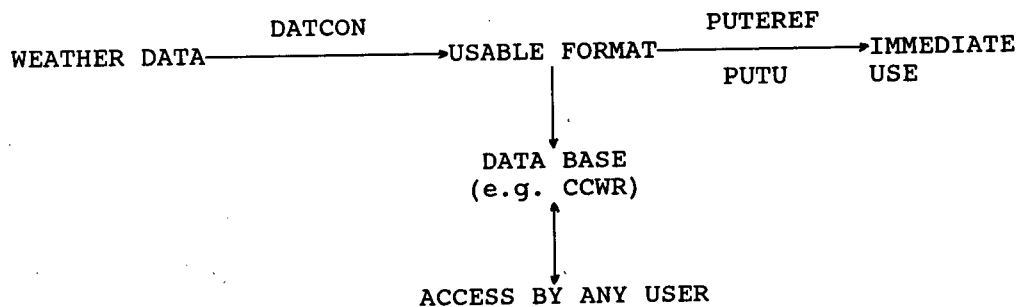 DATCON
PUTEREF
WEATHER DATA
USABLE FORMAT
IMMEDIATE
USE
PUTU
DATA BASE
(e.g. CCWR)
ACCESS BY ANY USER